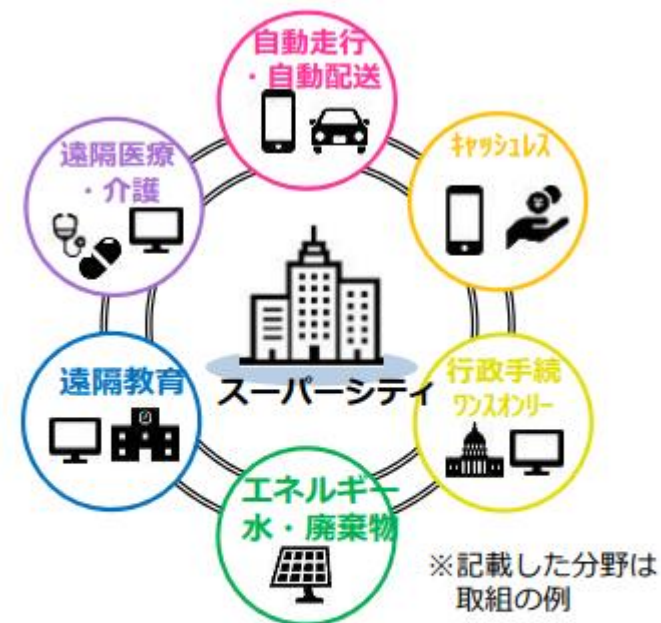 自動走行
・自動配送
キャッシュレス
遠隔医療
・介護
スーパーシティ
行政手続
ワンスオンリー
遠隔教育
エネルギー
水・廃棄物
※記載した分野は
取組の例